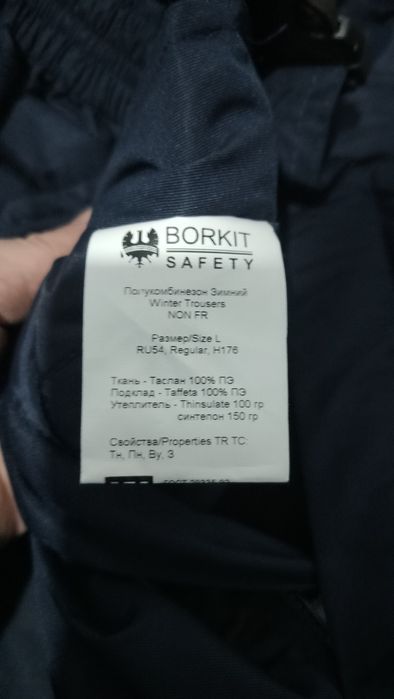 BORKIT
SAFETY
Полукомбинезон Зимний
Winter Trousers
NON FR
Размер/Size L
RU54, Regular, H176
Ткань - Таслан 100% ПЭ
Подклад - Taffeta 100% ПЭ
Утеплитель - Thinsulate 100 гр
синтепон 150 гр
Свойства/Properties TR TC:
Тн, Пн, Ву, З